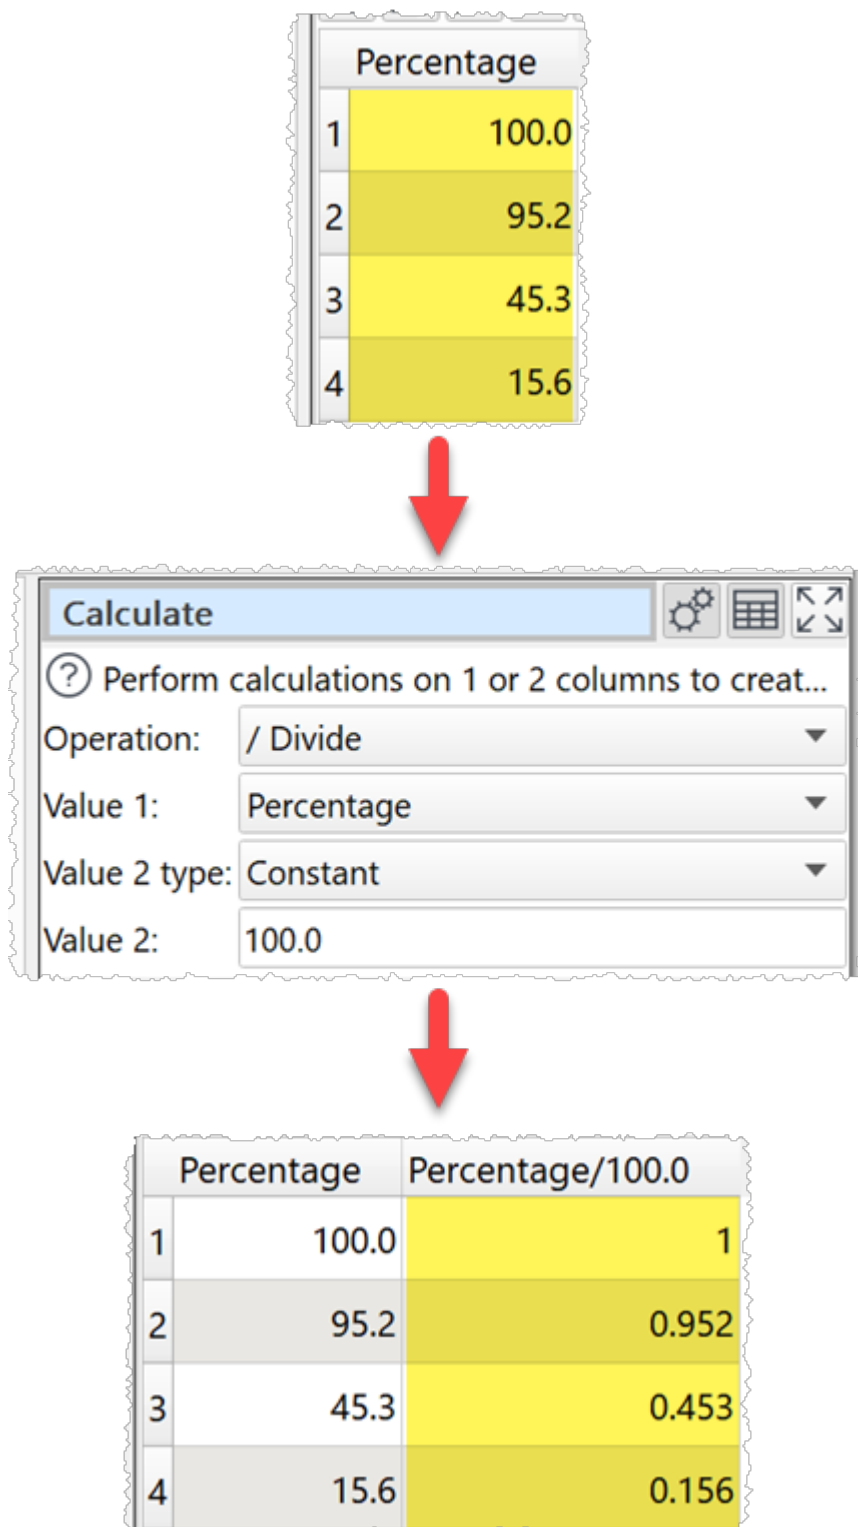 Percentage
1 100.0
2 95.2
3 45.3
4 15.6
Calculate
? Perform calculations on 1 or 2 columns to creat...
Operation: / Divide
Value 1: Percentage
Value 2 type: Constant
Value 2: 100.0
Percentage Percentage/100.0
1 100.0 1
2 95.2 0.952
3 45.3 0.453
4 15.6 0.156